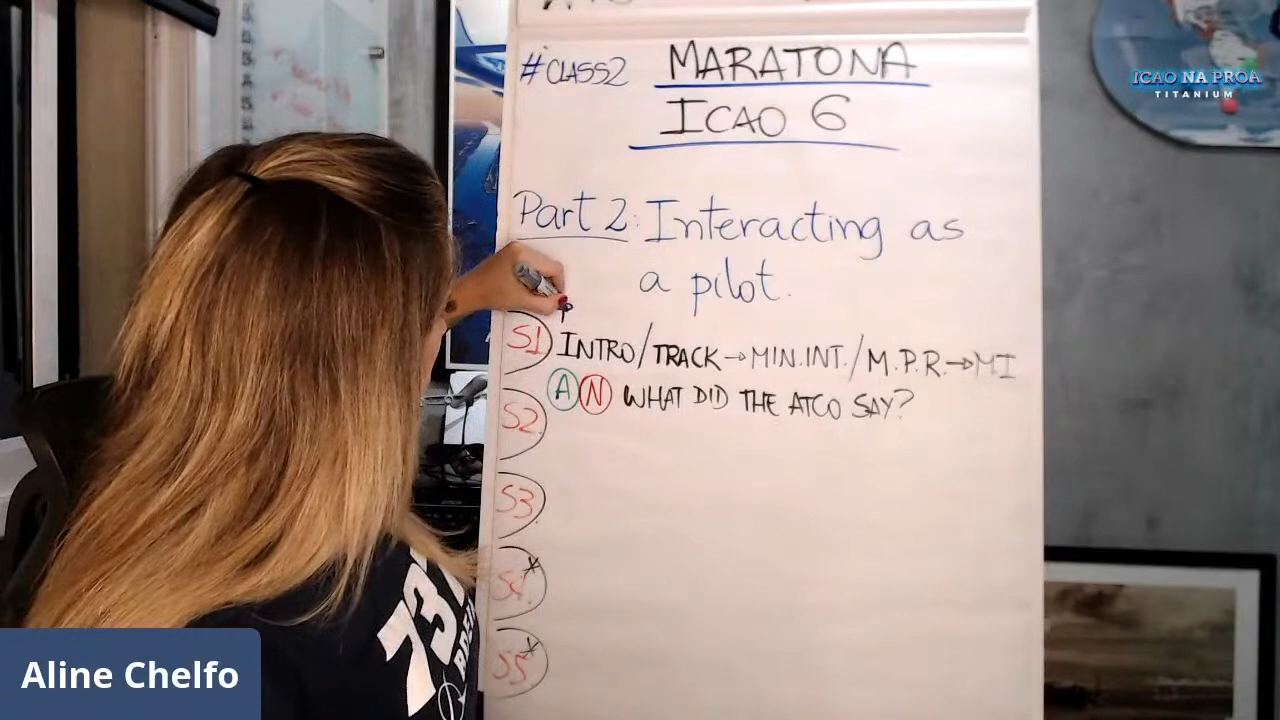 #CLASS2 MARATONA
ICAO 6
ICAO NA PROA
TITANIUM
Part 2: Interacting as
a pilot.
S1 INTRO/TRACK→MIN.INT./M.P.R.→MI
A N WHAT DID THE ATCO SAY?
S2
S3
S4*
S5*
737
Aline Chelfo